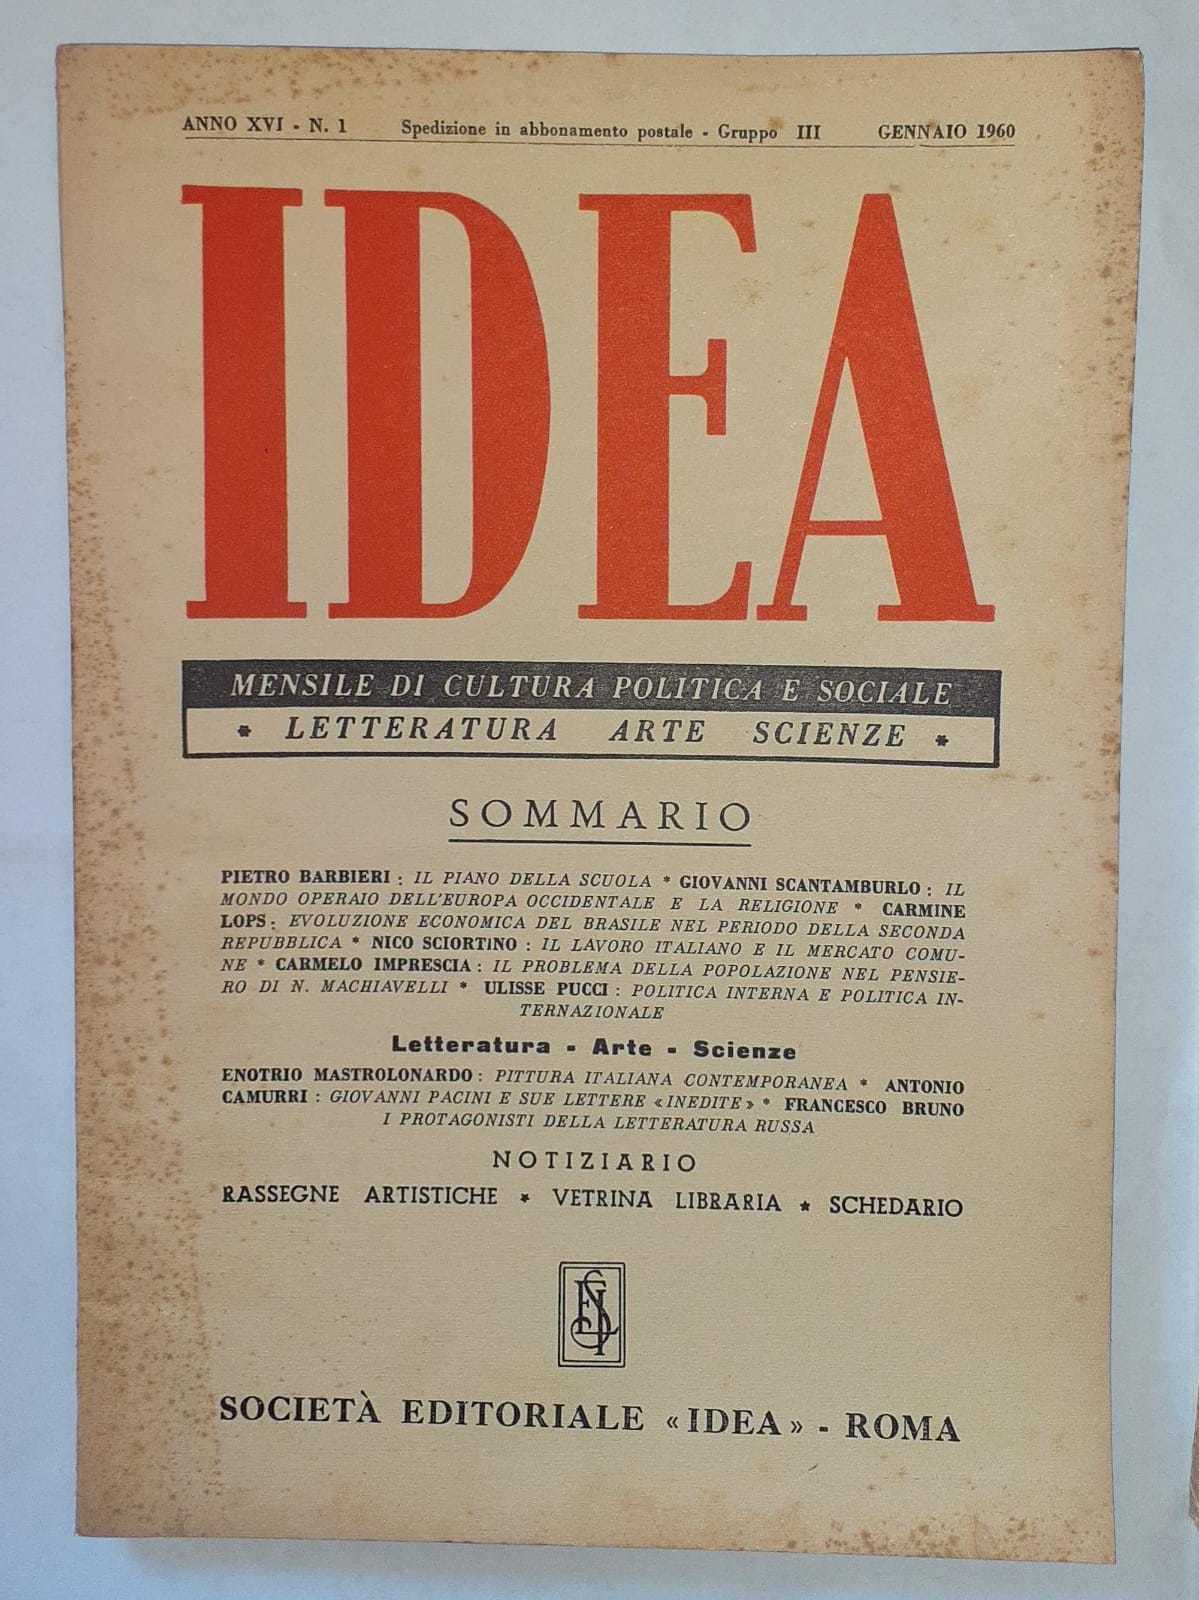 ANNO XVI - N. 1 Spedizione in abbonamento postale - Gruppo III GENNAIO 1960
IDEA
MENSILE DI CULTURA POLITICA E SOCIALE
* LETTERATURA ARTE SCIENZE *
SOMMARIO
PIETRO BARBIERI : IL PIANO DELLA SCUOLA * GIOVANNI SCANTAMBURLO : IL
MONDO OPERAIO DELL'EUROPA OCCIDENTALE E LA RELIGIONE * CARMINE
LOPS : EVOLUZIONE ECONOMICA DEL BRASILE NEL PERIODO DELLA SECONDA
REPUBBLICA * NICO SCIORTINO : IL LAVORO ITALIANO E IL MERCATO COMU-
NE * CARMELO IMPRESCIA : IL PROBLEMA DELLA POPOLAZIONE NEL PENSIE-
RO DI N. MACHIAVELLI * ULISSE PUCCI : POLITICA INTERNA E POLITICA IN-
TERNAZIONALE
Letteratura - Arte - Scienze
ENOTRIO MASTROLONARDO : PITTURA ITALIANA CONTEMPORANEA * ANTONIO
CAMURRI : GIOVANNI PACINI E SUE LETTERE «INEDITE» * FRANCESCO BRUNO
I PROTAGONISTI DELLA LETTERATURA RUSSA
NOTIZIARIO
RASSEGNE ARTISTICHE * VETRINA LIBRARIA * SCHEDARIO
SOCIETÀ EDITORIALE «IDEA» - ROMA